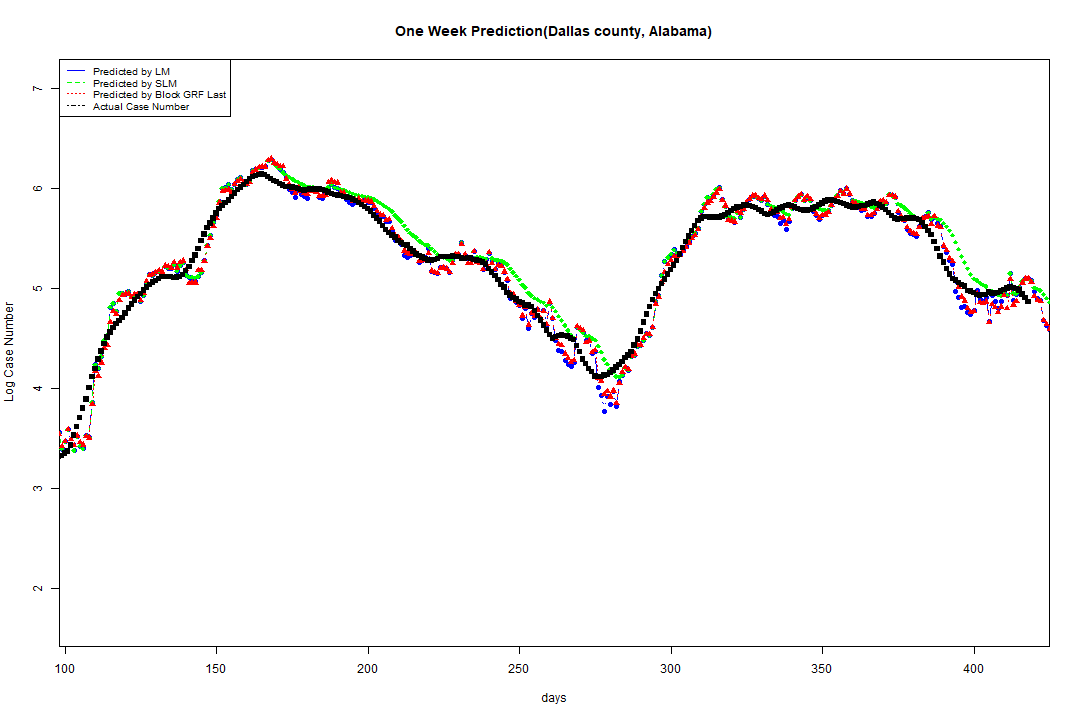 One Week Prediction(Dallas county, Alabama)
Predicted by LM
Predicted by SLM
Predicted by Block GRF Last
Actual Case Number
7
6
5
4
3
2
Log Case Number
100 150 200 250 300 350 400
days